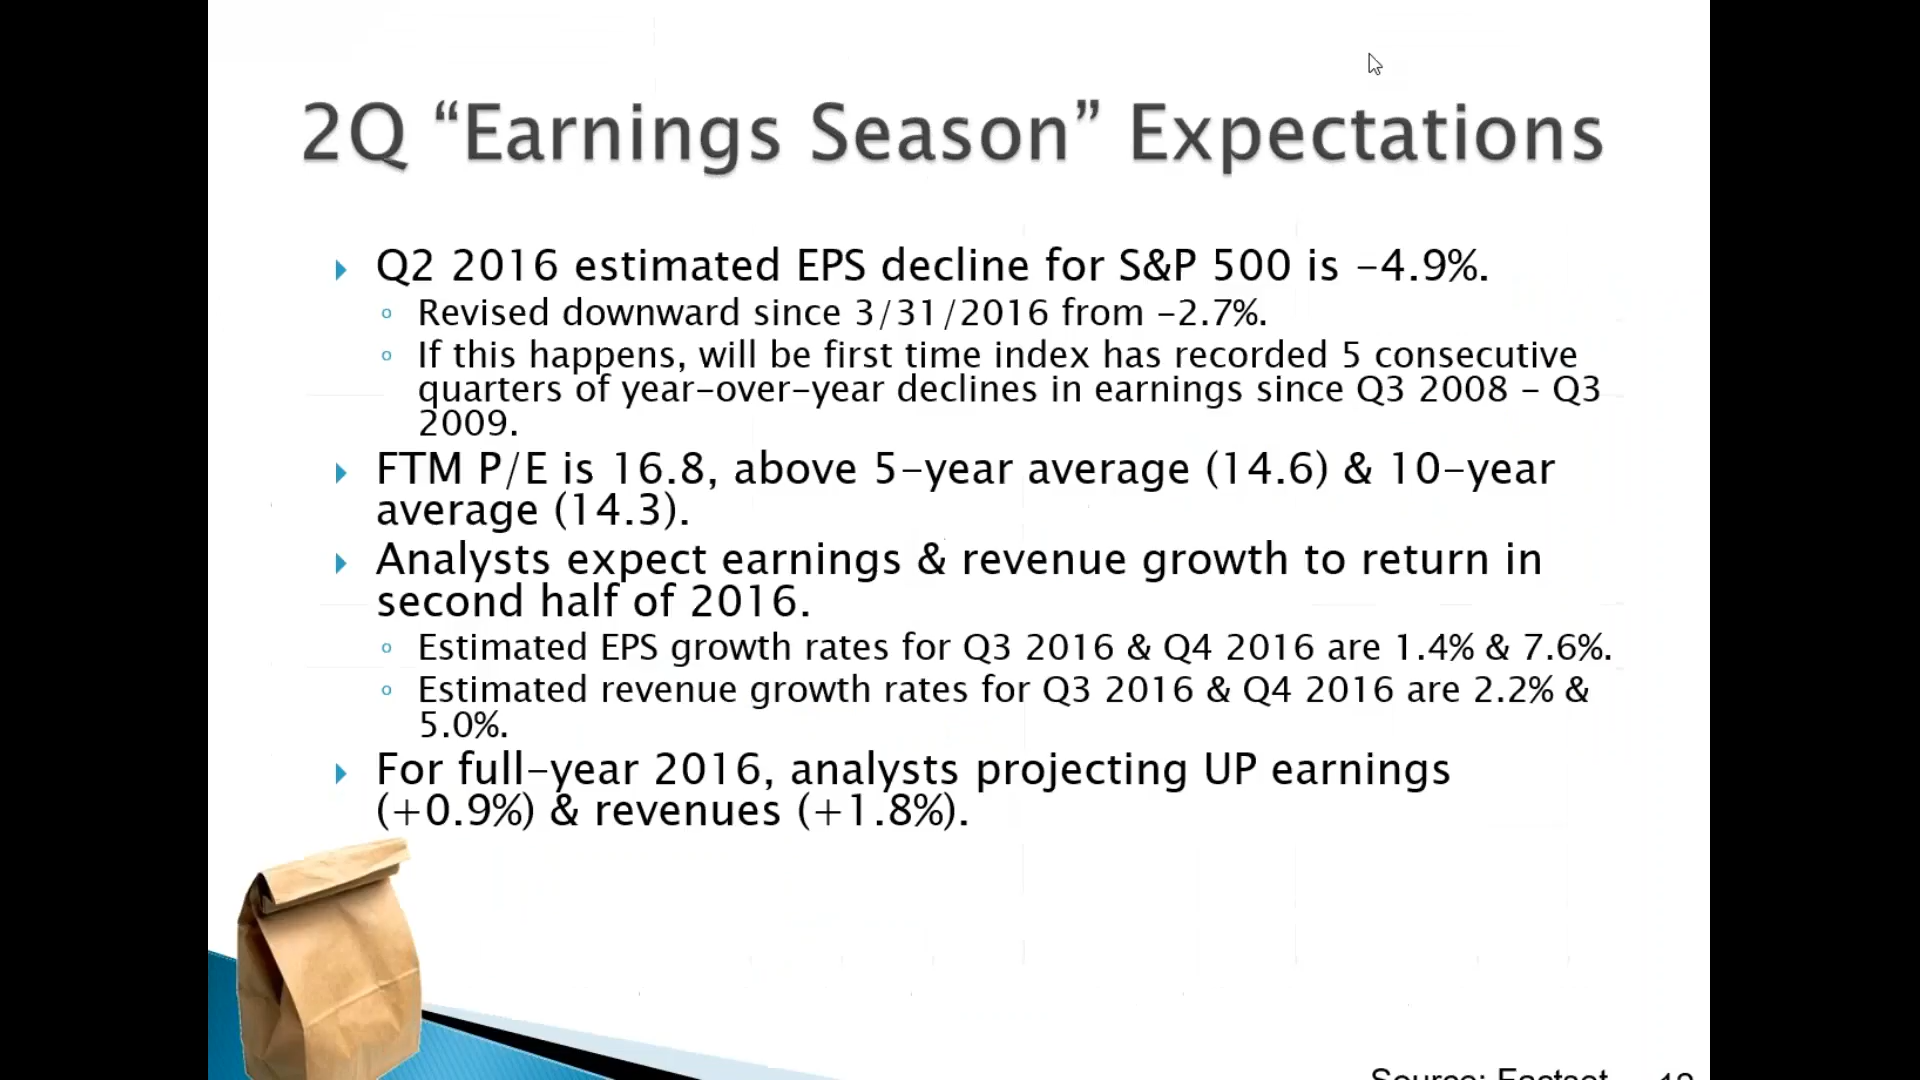 2Q “Earnings Season” Expectations
Q2 2016 estimated EPS decline for S&P 500 is -4.9%.
Revised downward since 3/31/2016 from -2.7%.
If this happens, will be first time index has recorded 5 consecutive
quarters of year-over-year declines in earnings since Q3 2008 - Q3
2009.
FTM P/E is 16.8, above 5-year average (14.6) & 10-year
average (14.3).
Analysts expect earnings & revenue growth to return in
second half of 2016.
Estimated EPS growth rates for Q3 2016 & Q4 2016 are 1.4% & 7.6%.
Estimated revenue growth rates for Q3 2016 & Q4 2016 are 2.2% &
5.0%.
For full-year 2016, analysts projecting UP earnings
(+0.9%) & revenues (+1.8%).
Source: Factset